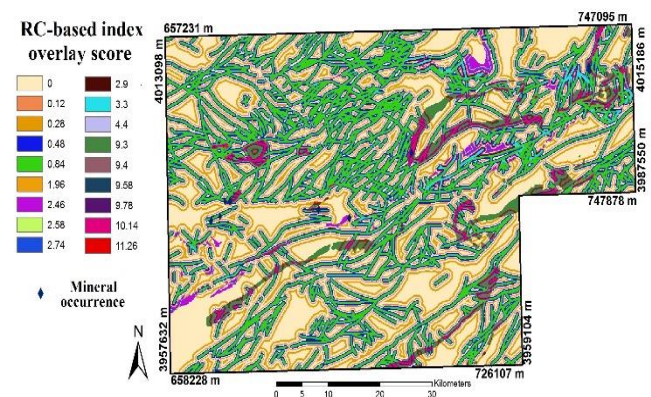 RC-based index
overlay score
0
0.12
0.28
0.48
0.84
1.96
2.46
2.58
2.74
2.9
3.3
4.4
9.3
9.4
9.58
9.78
10.14
11.26
Mineral
occurrence
N
657231 m
747095 m
4013098 m
4015186 m
3987550 m
747878 m
3957632 m
3959104 m
658228 m
726107 m
0 5 10 20 30
Kilometers